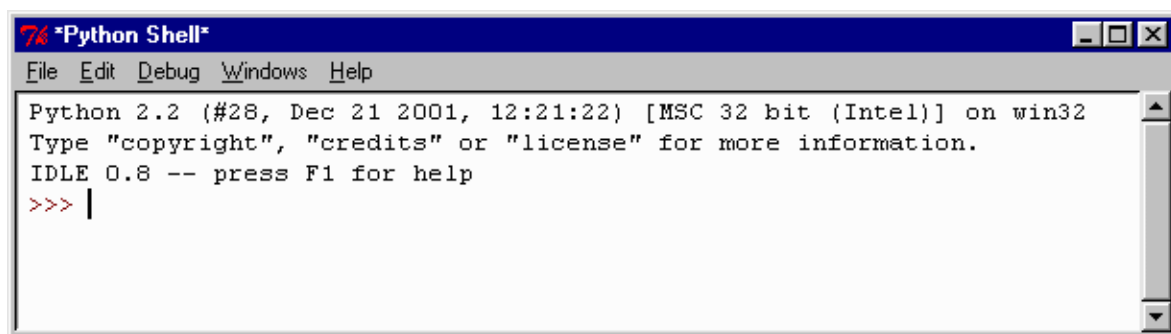 *Python Shell*
File Edit Debug Windows Help
Python 2.2 (#28, Dec 21 2001, 12:21:22) [MSC 32 bit (Intel)] on win32
Type "copyright", "credits" or "license" for more information.
IDLE 0.8 -- press F1 for help
>>>